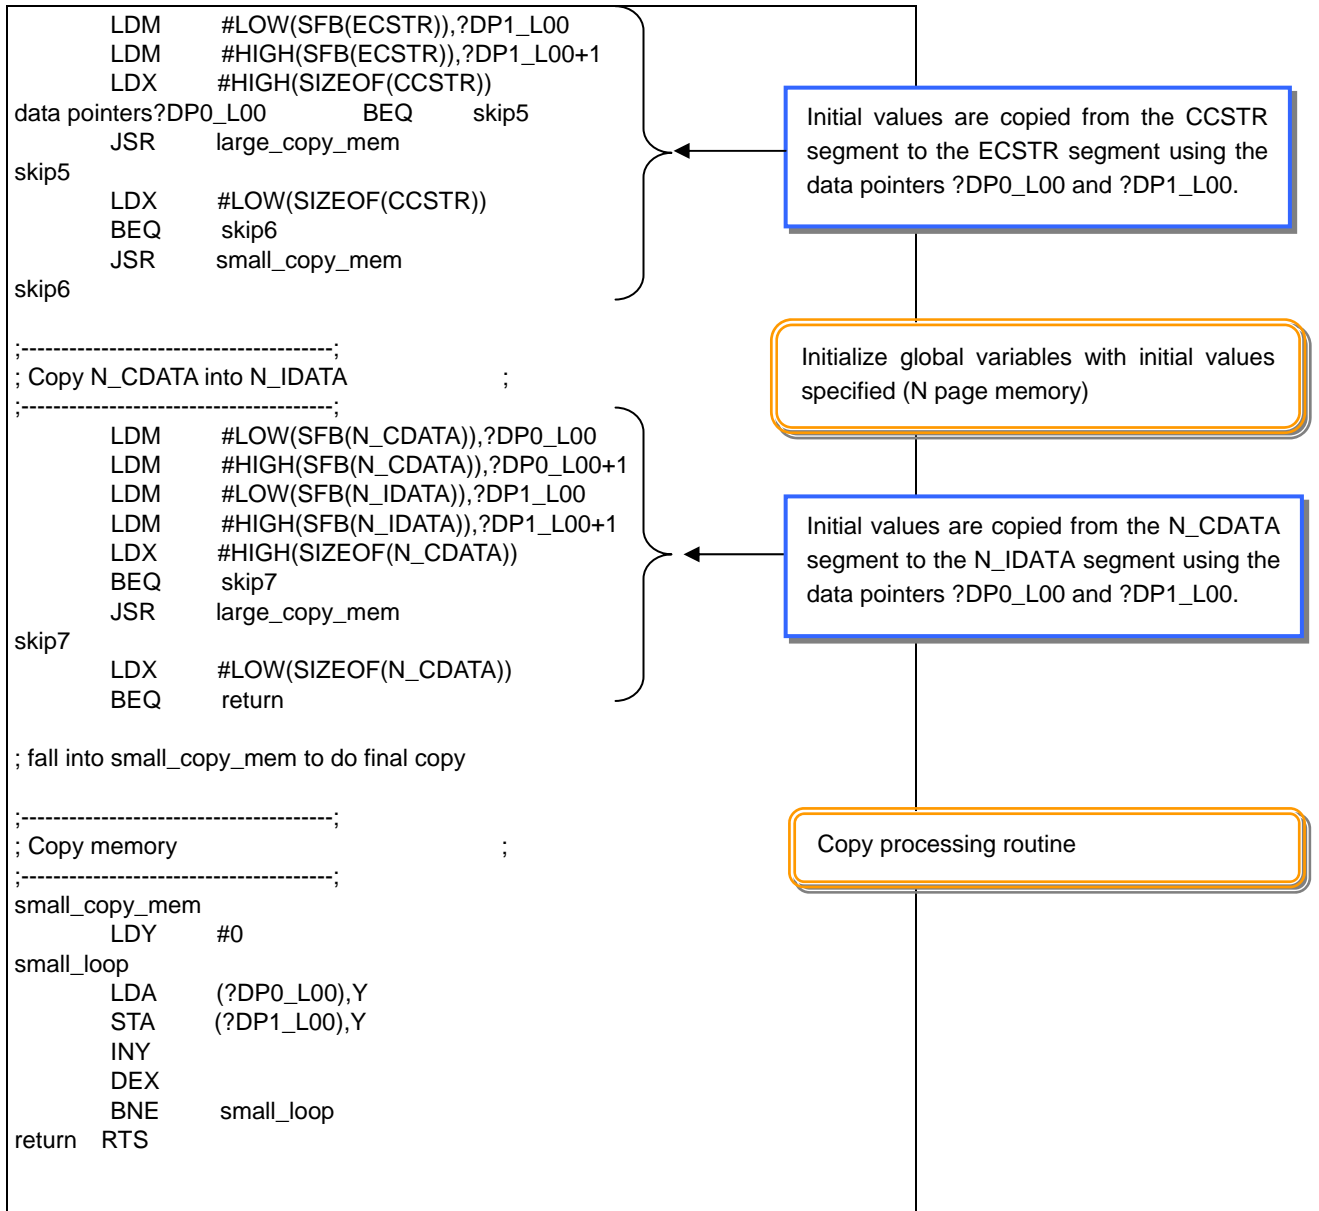 LDM #LOW(SFB(ECSTR)),?DP1_L00
LDM #HIGH(SFB(ECSTR)),?DP1_L00+1
LDX #HIGH(SIZEOF(CCSTR))
data pointers?DP0_L00 BEQ skip5
JSR large_copy_mem
skip5
LDX #LOW(SIZEOF(CCSTR))
BEQ skip6
JSR small_copy_mem
skip6
Initial values are copied from the CCSTR
segment to the ECSTR segment using the
data pointers ?DP0_L00 and ?DP1_L00.
;---------------------------------------;
; Copy N_CDATA into N_IDATA ;
;---------------------------------------;
Initialize global variables with initial values
specified (N page memory)
LDM #LOW(SFB(N_CDATA)),?DP0_L00
LDM #HIGH(SFB(N_CDATA)),?DP0_L00+1
LDM #LOW(SFB(N_IDATA)),?DP1_L00
LDM #HIGH(SFB(N_IDATA)),?DP1_L00+1
LDX #HIGH(SIZEOF(N_CDATA))
BEQ skip7
JSR large_copy_mem
skip7
LDX #LOW(SIZEOF(N_CDATA))
BEQ return
Initial values are copied from the N_CDATA
segment to the N_IDATA segment using the
data pointers ?DP0_L00 and ?DP1_L00.
; fall into small_copy_mem to do final copy
;---------------------------------------;
; Copy memory ;
;---------------------------------------;
Copy processing routine
small_copy_mem
LDY #0
small_loop
LDA (?DP0_L00),Y
STA (?DP1_L00),Y
INY
DEX
BNE small_loop
return RTS